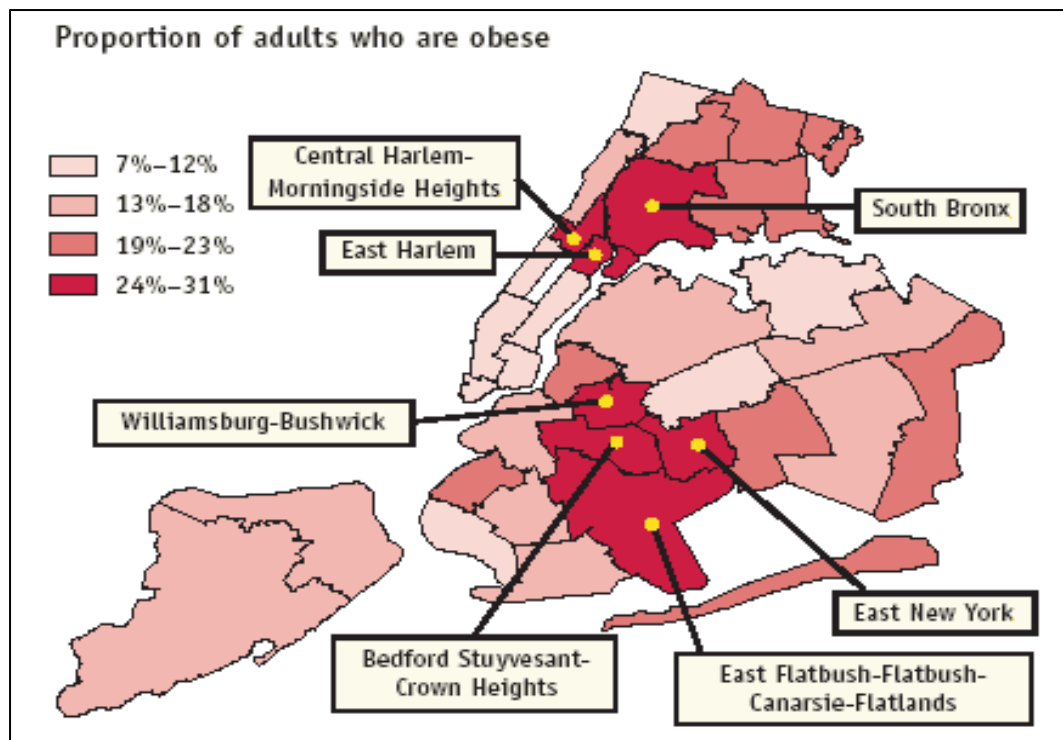 Proportion of adults who are obese
7%–12%
13%–18%
19%–23%
24%–31%
Central Harlem-
Morningside Heights
East Harlem
South Bronx
Williamsburg-Bushwick
East New York
Bedford Stuyvesant-
Crown Heights
East Flatbush-Flatbush-
Canarsie-Flatlands